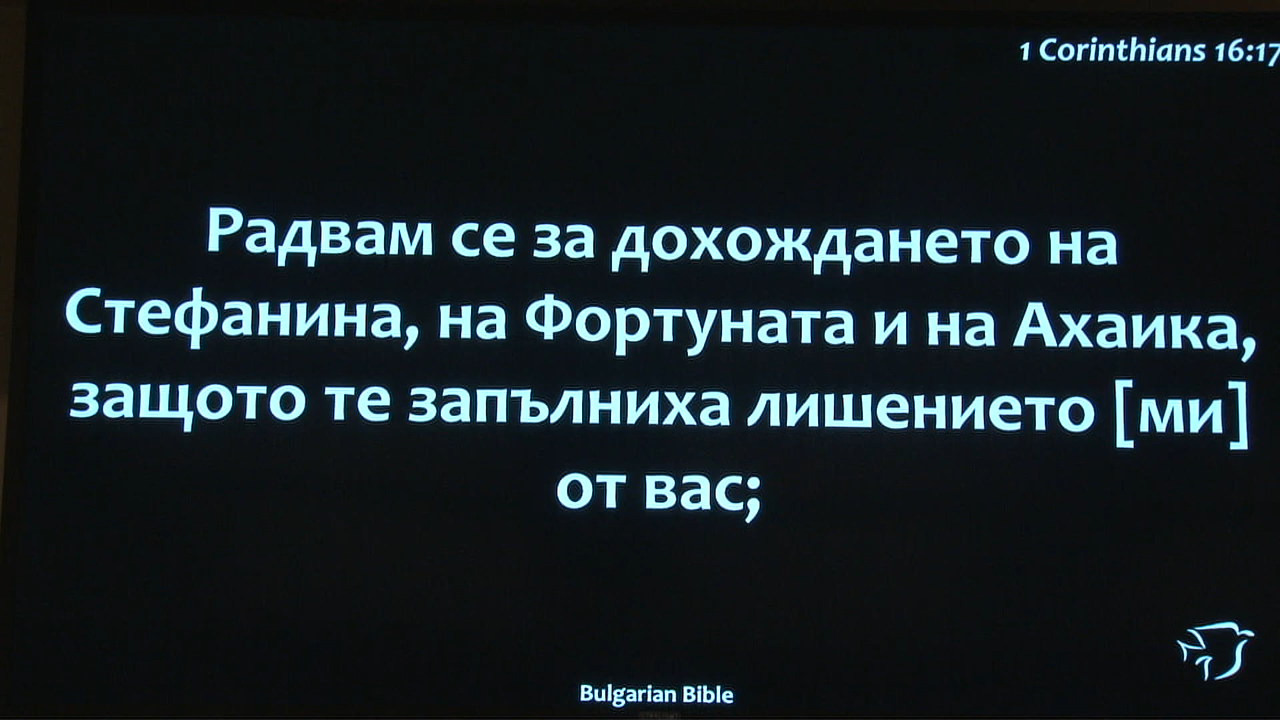 1 Corinthians 16:17
Радвам се за дохождането на
Стефанина, на Фортуната и на Ахаика,
защото те запълниха лишението [ми]
от вас;
Bulgarian Bible